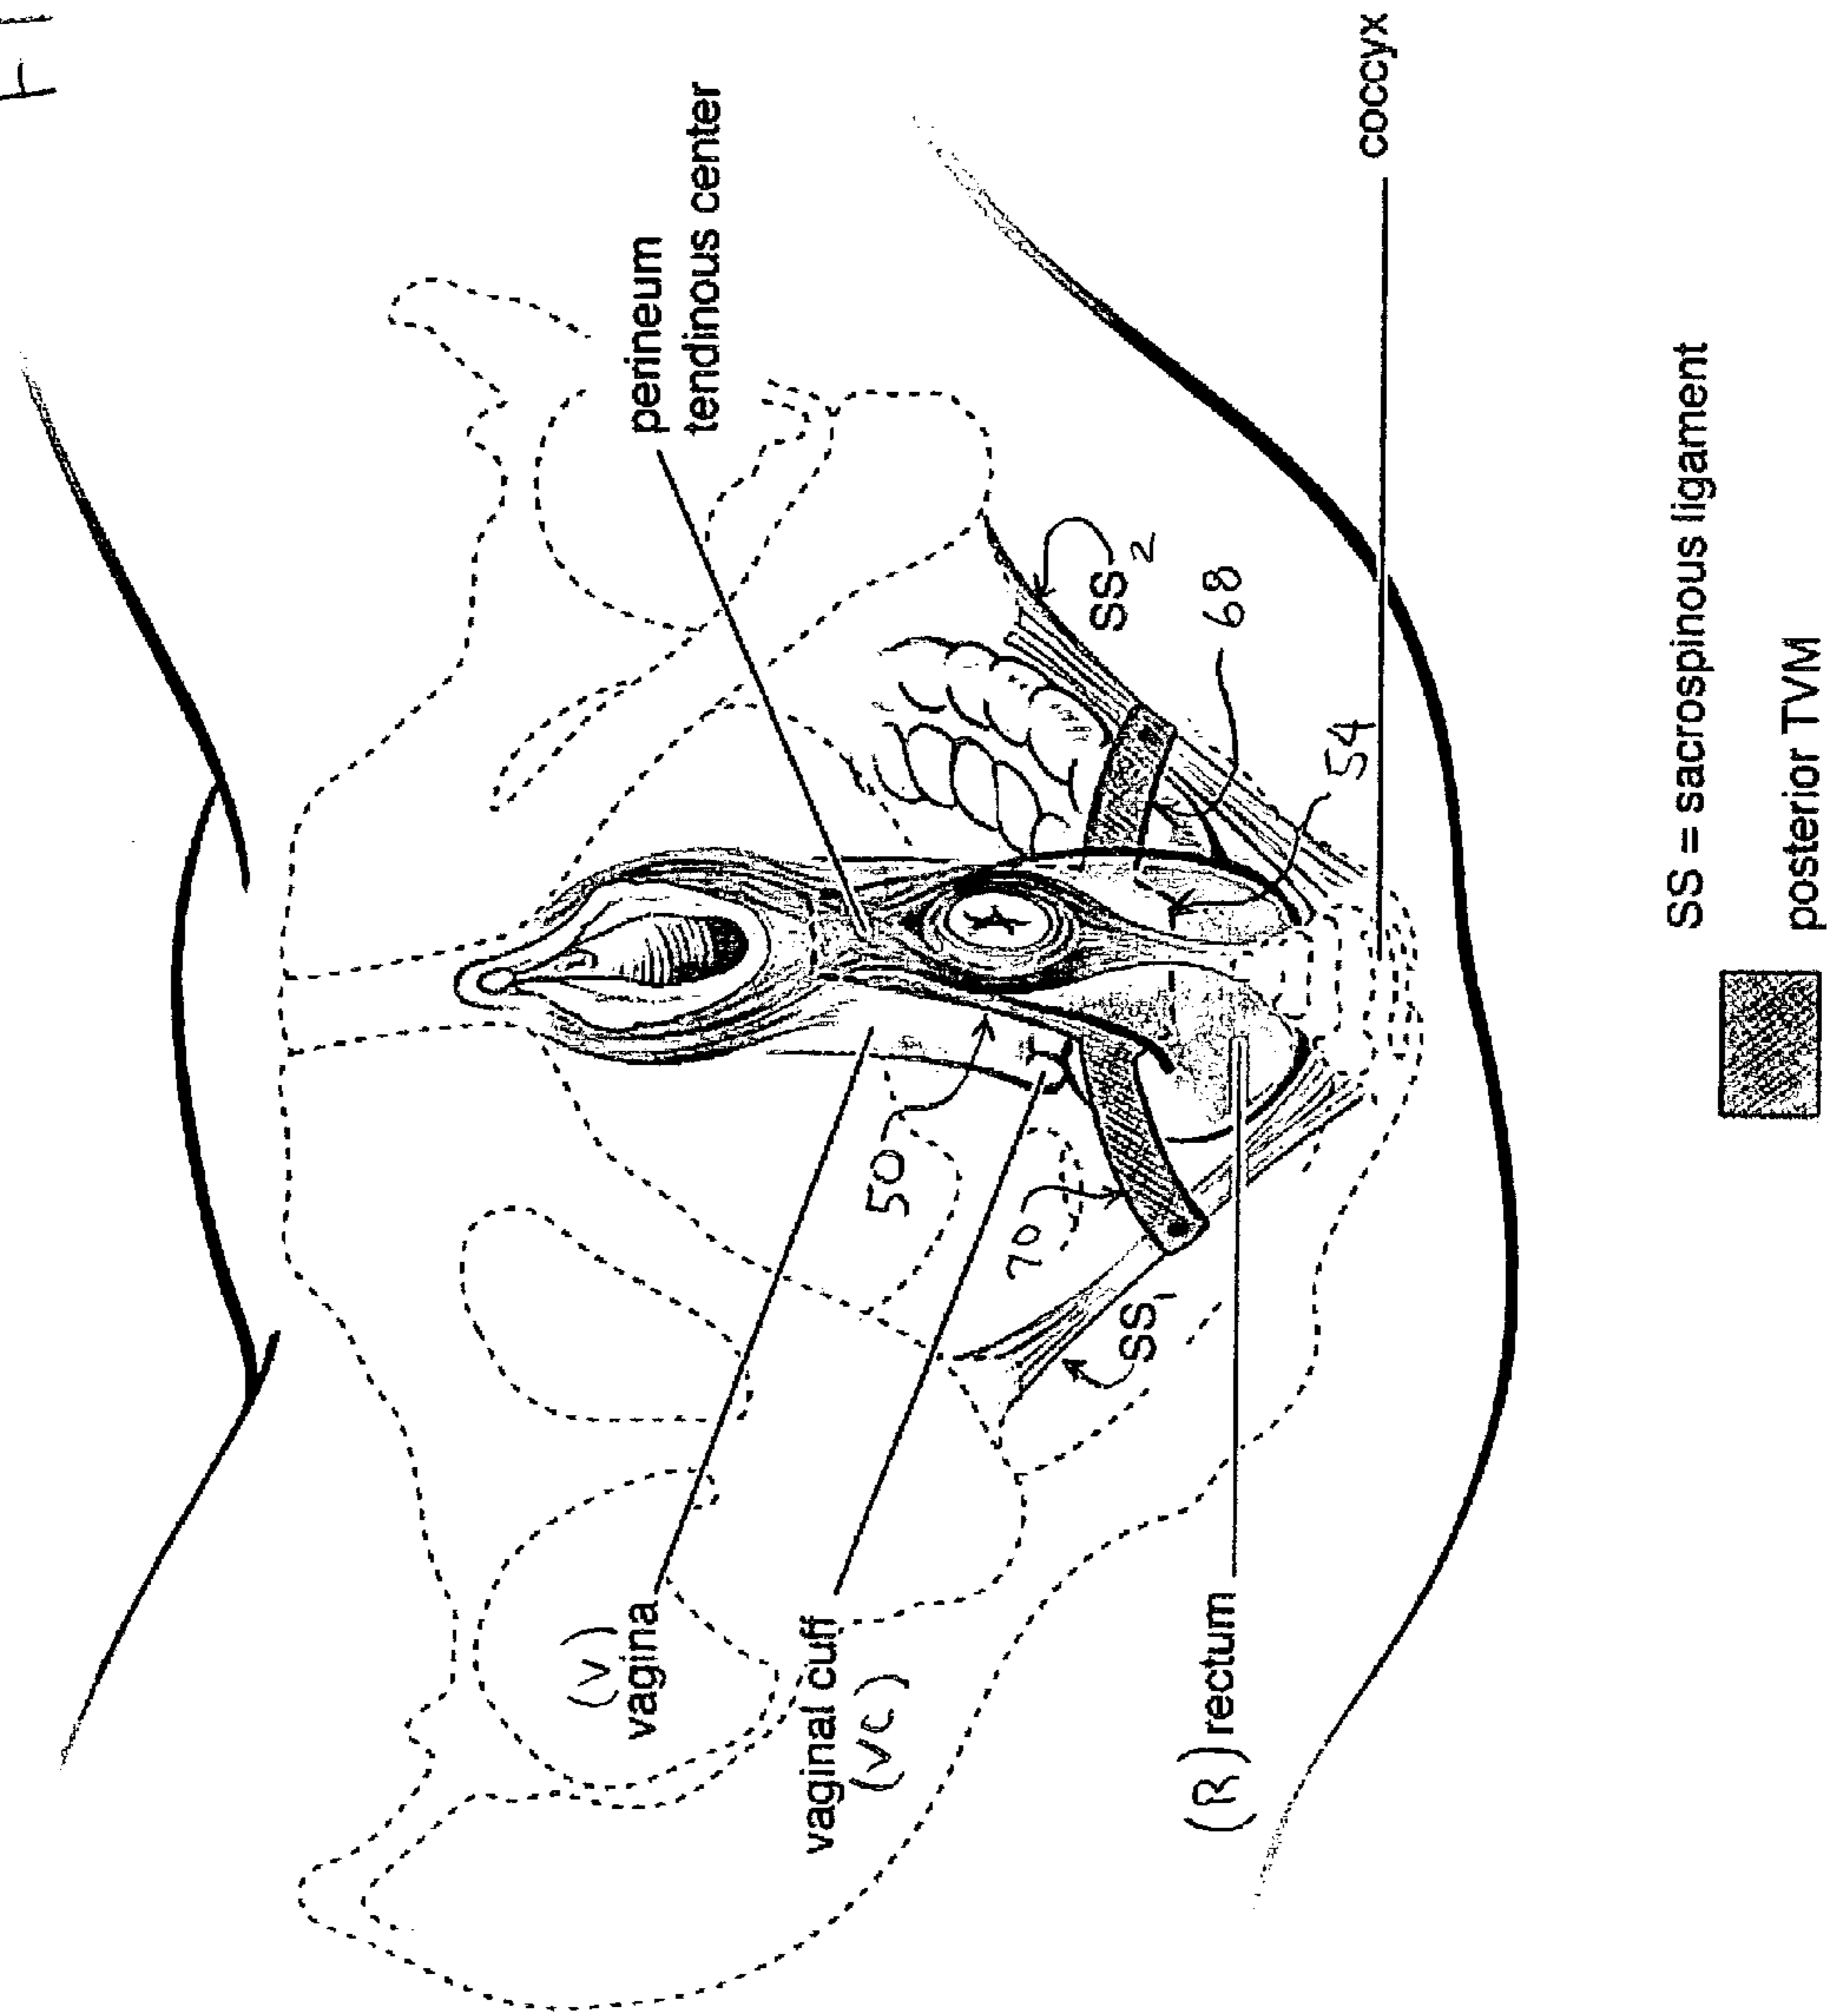 perineum
tendinous center
coccyx
SS2
68
54
50
70
SS1
(V)
vagina
vaginal cuff
(VC)
(R) rectum
SS = sacrospinous ligament
posterior TVM